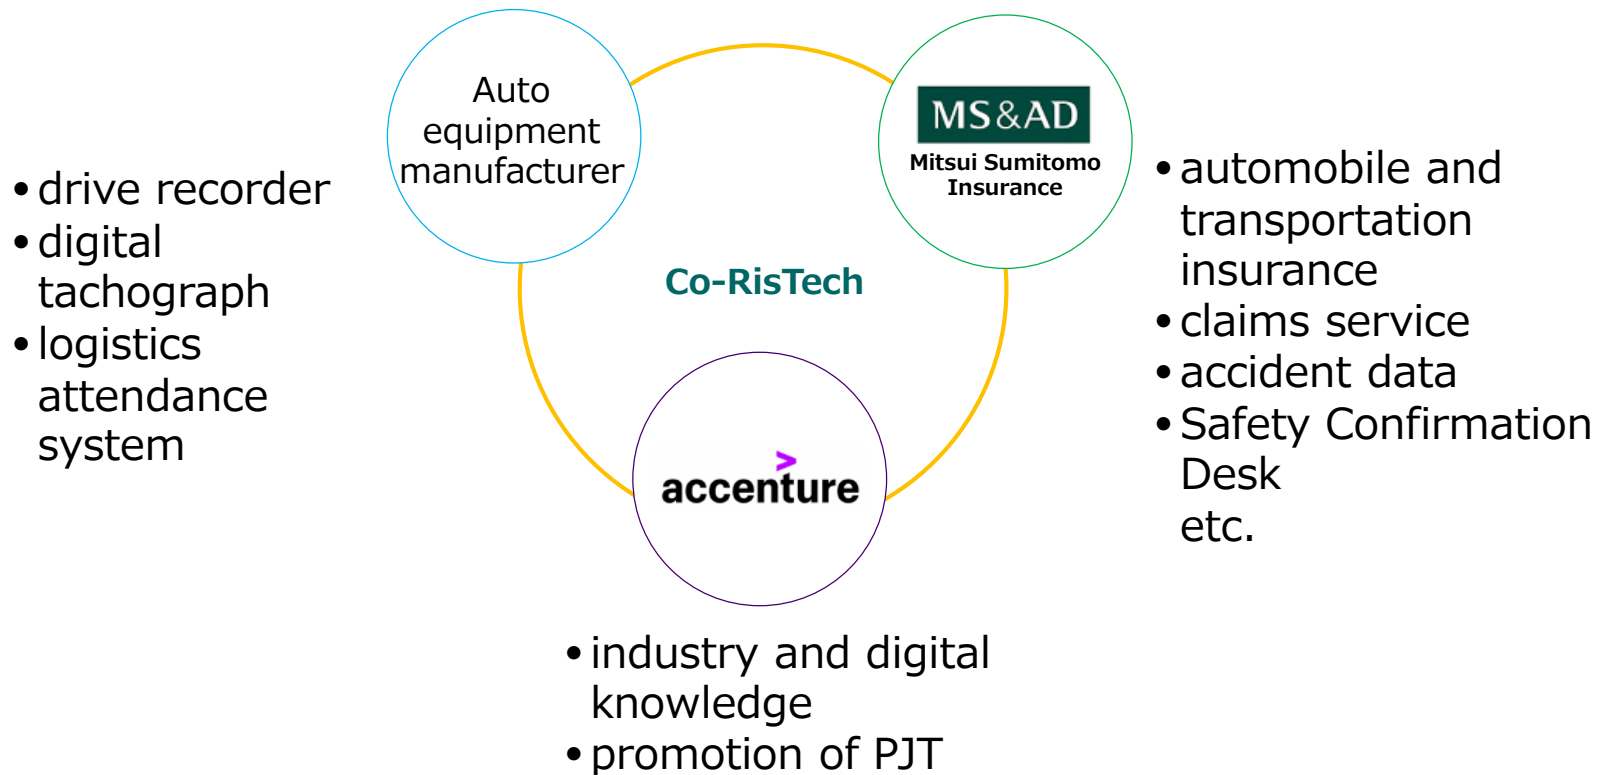 Auto
equipment
manufacturer
MS&AD
Mitsui Sumitomo
Insurance
• drive recorder
• digital
tachograph
• logistics
attendance
system
Co-RisTech
• automobile and
transportation
insurance
• claims service
• accident data
• Safety Confirmation
Desk
etc.
>
accenture
• industry and digital
knowledge
• promotion of PJT